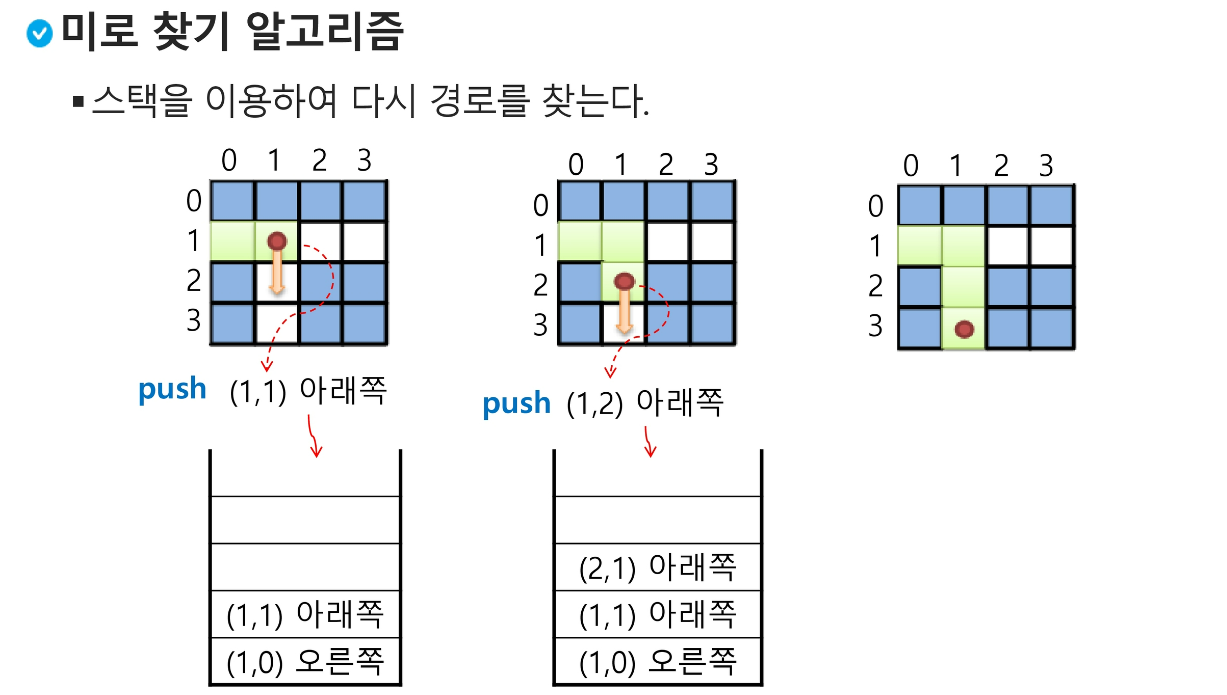 미로 찾기 알고리즘
스택을 이용하여 다시 경로를 찾는다.
0 1 2 3
0
1
2
3
push (1,1) 아래쪽
(1,1) 아래쪽
(1,0) 오른쪽
0 1 2 3
0
1
2
3
push (1,2) 아래쪽
(2,1) 아래쪽
(1,1) 아래쪽
(1,0) 오른쪽
0 1 2 3
0
1
2
3